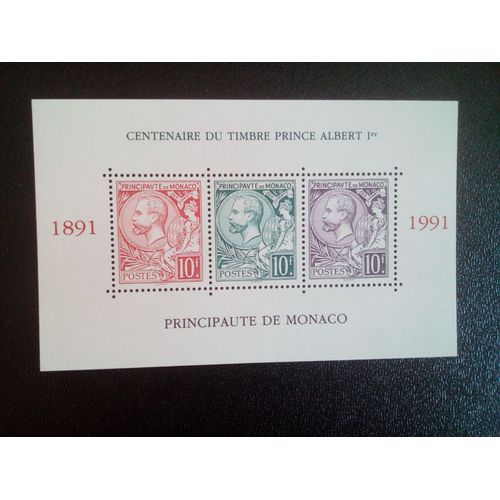 CENTENAIRE DU TIMBRE PRINCE ALBERT Ier
PRINCIPAUTE DE MONACO PRINCIPAUTE DE MONACO PRINCIPAUTE DE MONACO
1891 1991
POSTES 10F. POSTES 10F. POSTES 10F.
PRINCIPAUTE DE MONACO